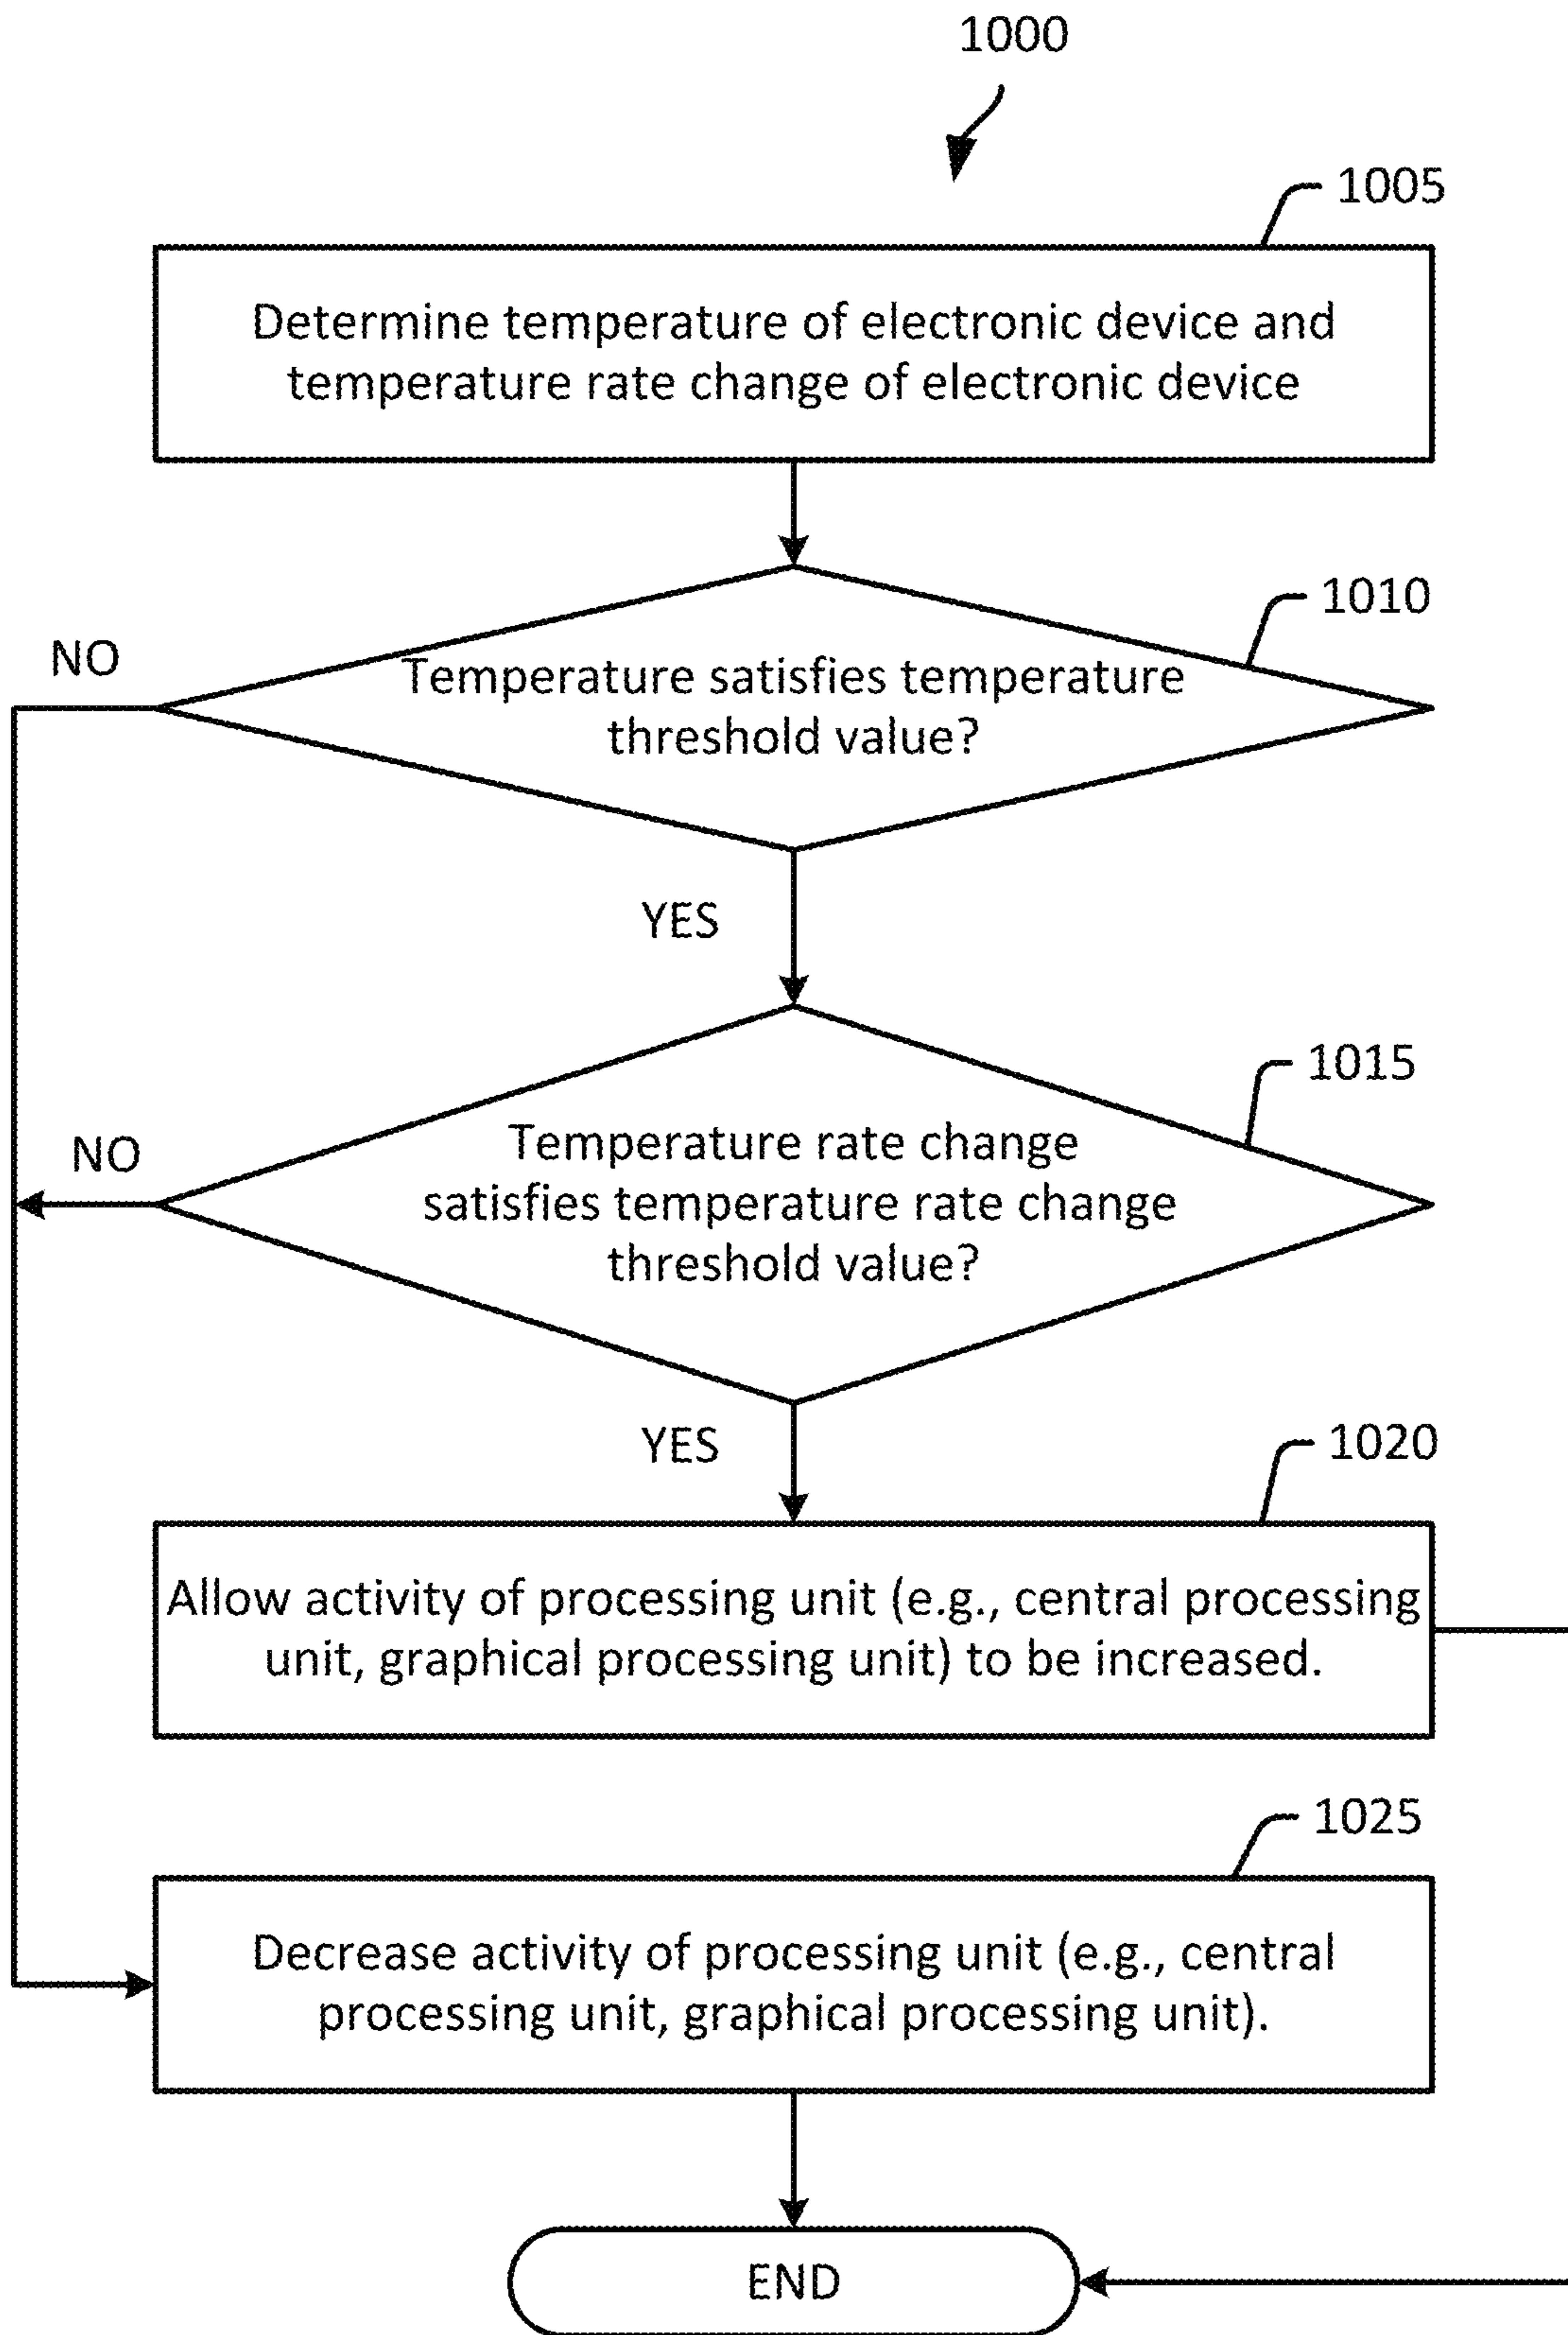 1000
1005
Determine temperature of electronic device and
temperature rate change of electronic device
1010
NO
Temperature satisfies temperature
threshold value?
YES
1015
NO
Temperature rate change
satisfies temperature rate change
threshold value?
YES
1020
Allow activity of processing unit (e.g., central processing
unit, graphical processing unit) to be increased.
1025
Decrease activity of processing unit (e.g., central
processing unit, graphical processing unit).
END